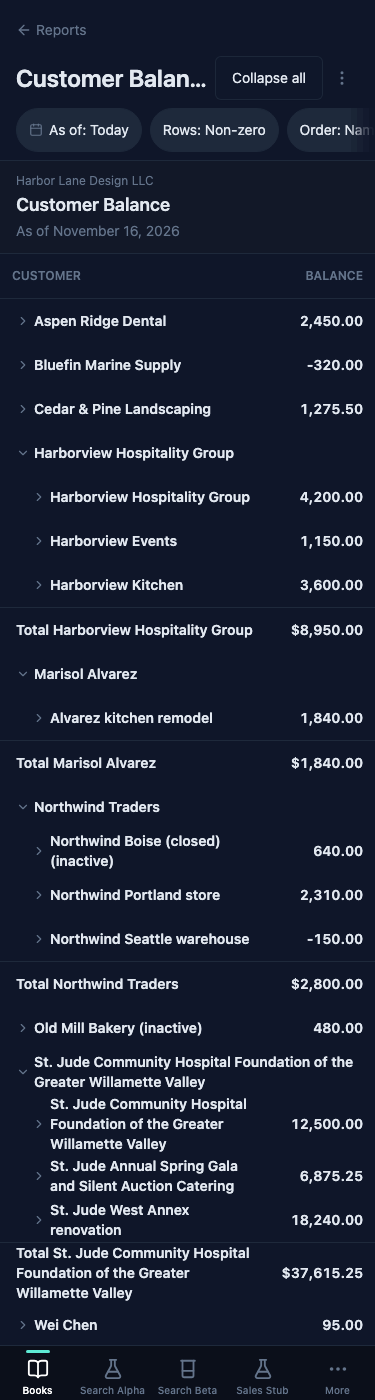 Reports
Customer Balan...
Collapse all
As of: Today
Rows: Non-zero
Order: Nam
Harbor Lane Design LLC
Customer Balance
As of November 16, 2026
CUSTOMER BALANCE
Aspen Ridge Dental 2,450.00
Bluefin Marine Supply -320.00
Cedar & Pine Landscaping 1,275.50
Harborview Hospitality Group
Harborview Hospitality Group 4,200.00
Harborview Events 1,150.00
Harborview Kitchen 3,600.00
Total Harborview Hospitality Group $8,950.00
Marisol Alvarez
Alvarez kitchen remodel 1,840.00
Total Marisol Alvarez $1,840.00
Northwind Traders
Northwind Boise (closed)
(inactive) 640.00
Northwind Portland store 2,310.00
Northwind Seattle warehouse -150.00
Total Northwind Traders $2,800.00
Old Mill Bakery (inactive) 480.00
St. Jude Community Hospital Foundation of the
Greater Willamette Valley
St. Jude Community Hospital
Foundation of the Greater 12,500.00
Willamette Valley
St. Jude Annual Spring Gala
and Silent Auction Catering 6,875.25
St. Jude West Annex
renovation 18,240.00
Total St. Jude Community Hospital
Foundation of the Greater $37,615.25
Willamette Valley
Wei Chen 95.00
Books
Search Alpha
Search Beta
Sales Stub
More